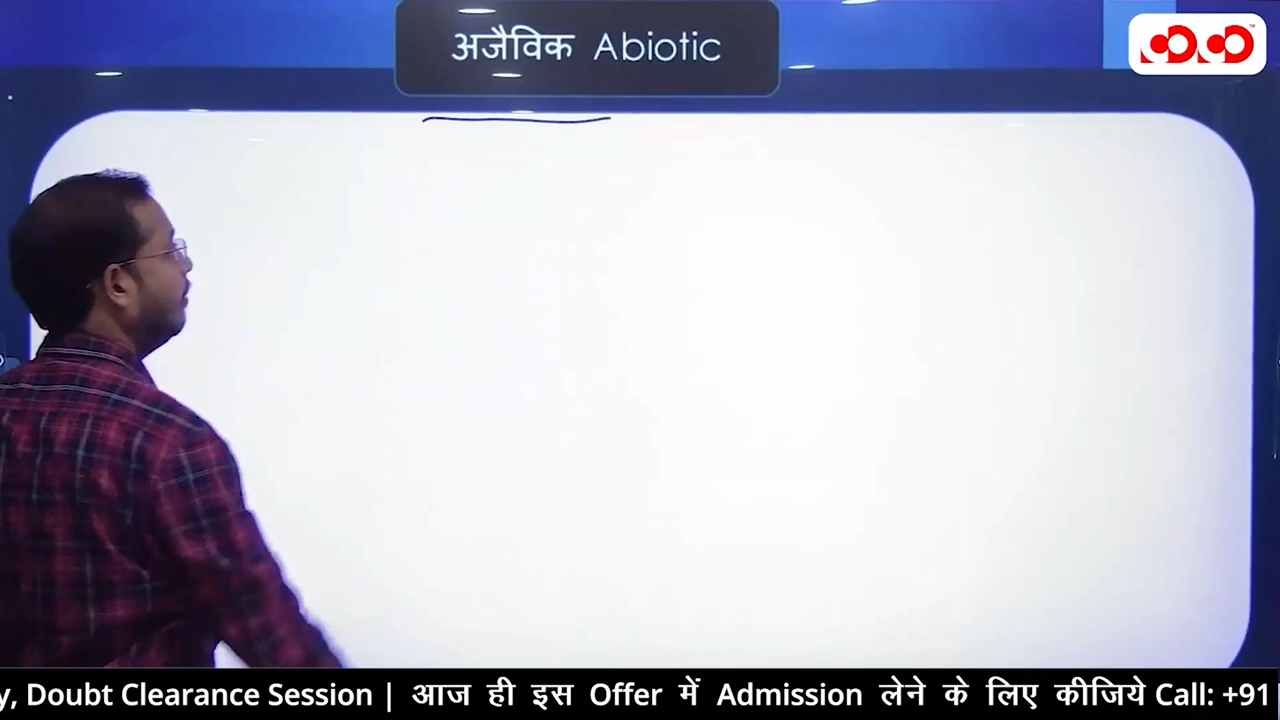 अजैविक Abiotic
y, Doubt Clearance Session | आज ही इस Offer में Admission लेने के लिए कीजिये Call: +91